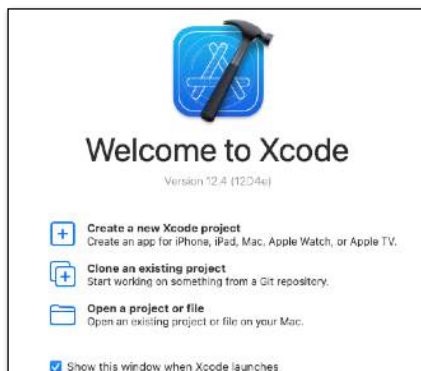 Welcome to Xcode
Version 12.4 (12D4e)
Create a new Xcode project
Create an app for iPhone, iPad, Mac, Apple Watch, or Apple TV.
Clone an existing project
Start working on something from a Git repository.
Open a project or file
Open an existing project or file on your Mac.
Show this window when Xcode launches